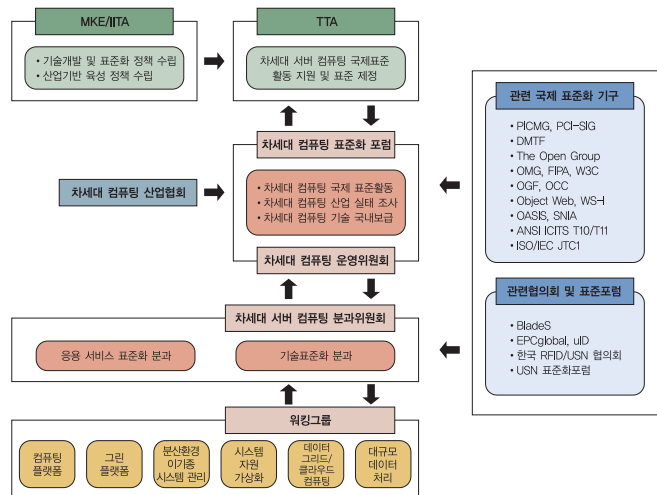 MKE/IITA
• 기술개발 및 표준화 정책 수립
• 산업기반 육성 정책 수립
TTA
차세대 서버 컴퓨팅 국제표준
활동 지원 및 표준 제정
차세대 컴퓨팅 표준화 포럼
• 차세대 컴퓨팅 국제 표준활동
• 차세대 컴퓨팅 산업 실태 조사
• 차세대 컴퓨팅 기술 국내보급
차세대 컴퓨팅 운영위원회
차세대 컴퓨팅 산업협회
차세대 서버 컴퓨팅 분과위원회
응용 서비스 표준화 분과
기술표준화 분과
워킹그룹
컴퓨팅
플랫폼
그린
플랫폼
분산환경
이기종
시스템 관리
시스템
자원
가상화
데이터
그리드/
클라우드
컴퓨팅
대규모
데이터
처리
관련 국제 표준화 기구
• PICMG, PCI-SIG
• DMTF
• The Open Group
• OMG, FIPA, W3C
• OGF, OCC
• Object Web, WS-I
• OASIS, SNIA
• ANSI ICITS T10/T11
• ISO/IEC JTC1
관련협의회 및 표준포럼
• BladeS
• EPCglobal, uID
• 한국 RFID/USN 협의회
• USN 표준화포럼